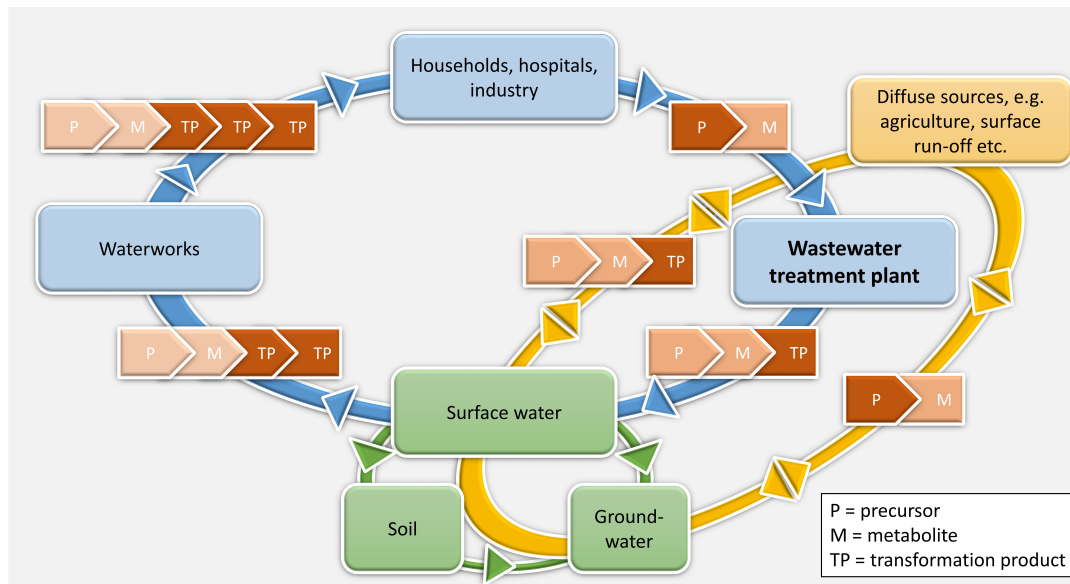 Households, hospitals,
industry
Diffuse sources, e.g.
agriculture, surface
run-off etc.
P M TP TP TP
P M
Waterworks
P M TP
Wastewater
treatment plant
P M TP TP
P M TP
P M
Surface water
Soil
Ground-
water
P = precursor
M = metabolite
TP = transformation product